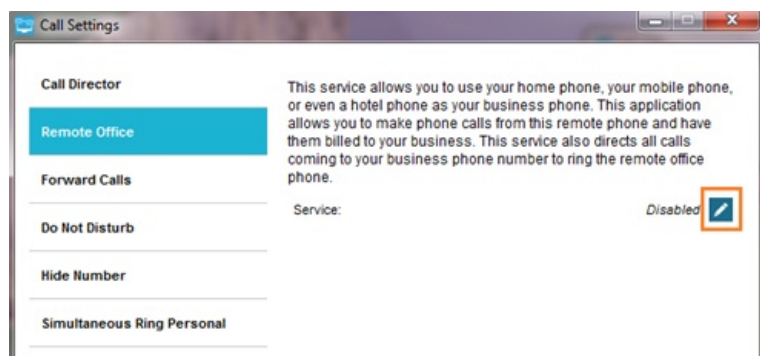 Call Settings
Call Director
Remote Office
Forward Calls
Do Not Disturb
Hide Number
Simultaneous Ring Personal
This service allows you to use your home phone, your mobile phone,
or even a hotel phone as your business phone. This application
allows you to make phone calls from this remote phone and have
them billed to your business. This service also directs all calls
coming to your business phone number to ring the remote office
phone.
Service: Disabled